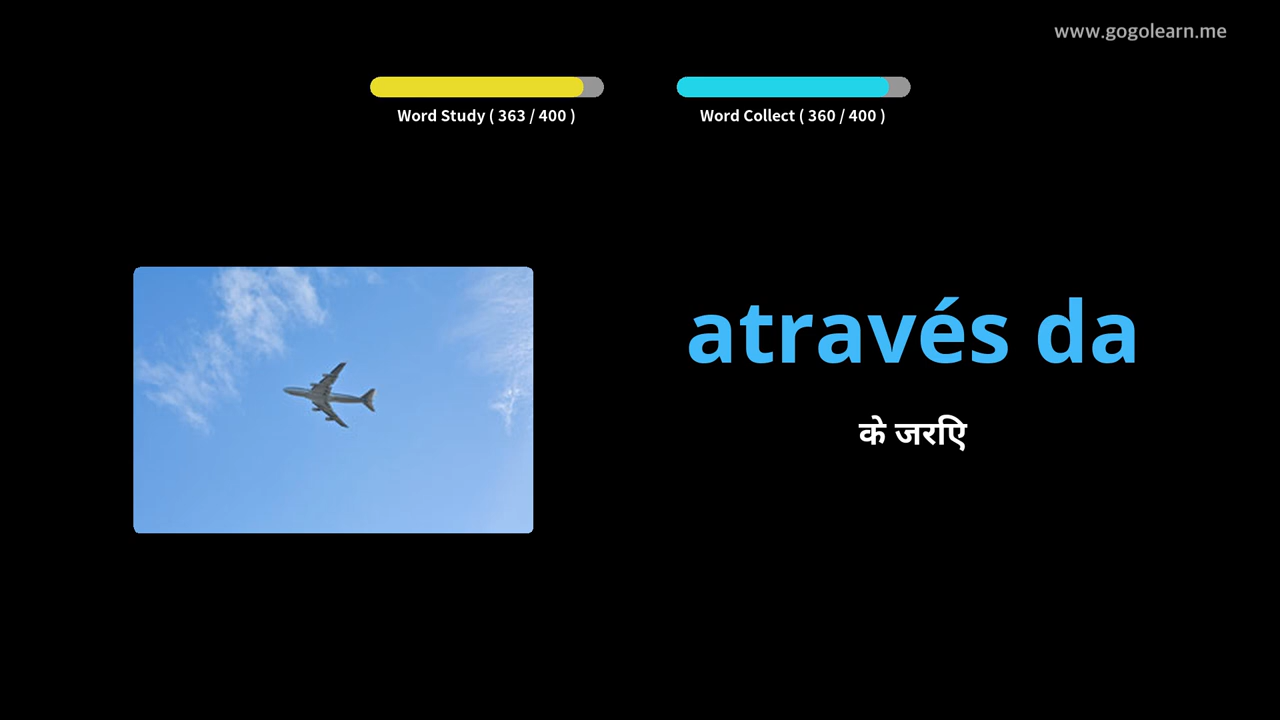 www.gogolearn.me
Word Study ( 363 / 400 )
Word Collect ( 360 / 400 )
através da
के जरिए